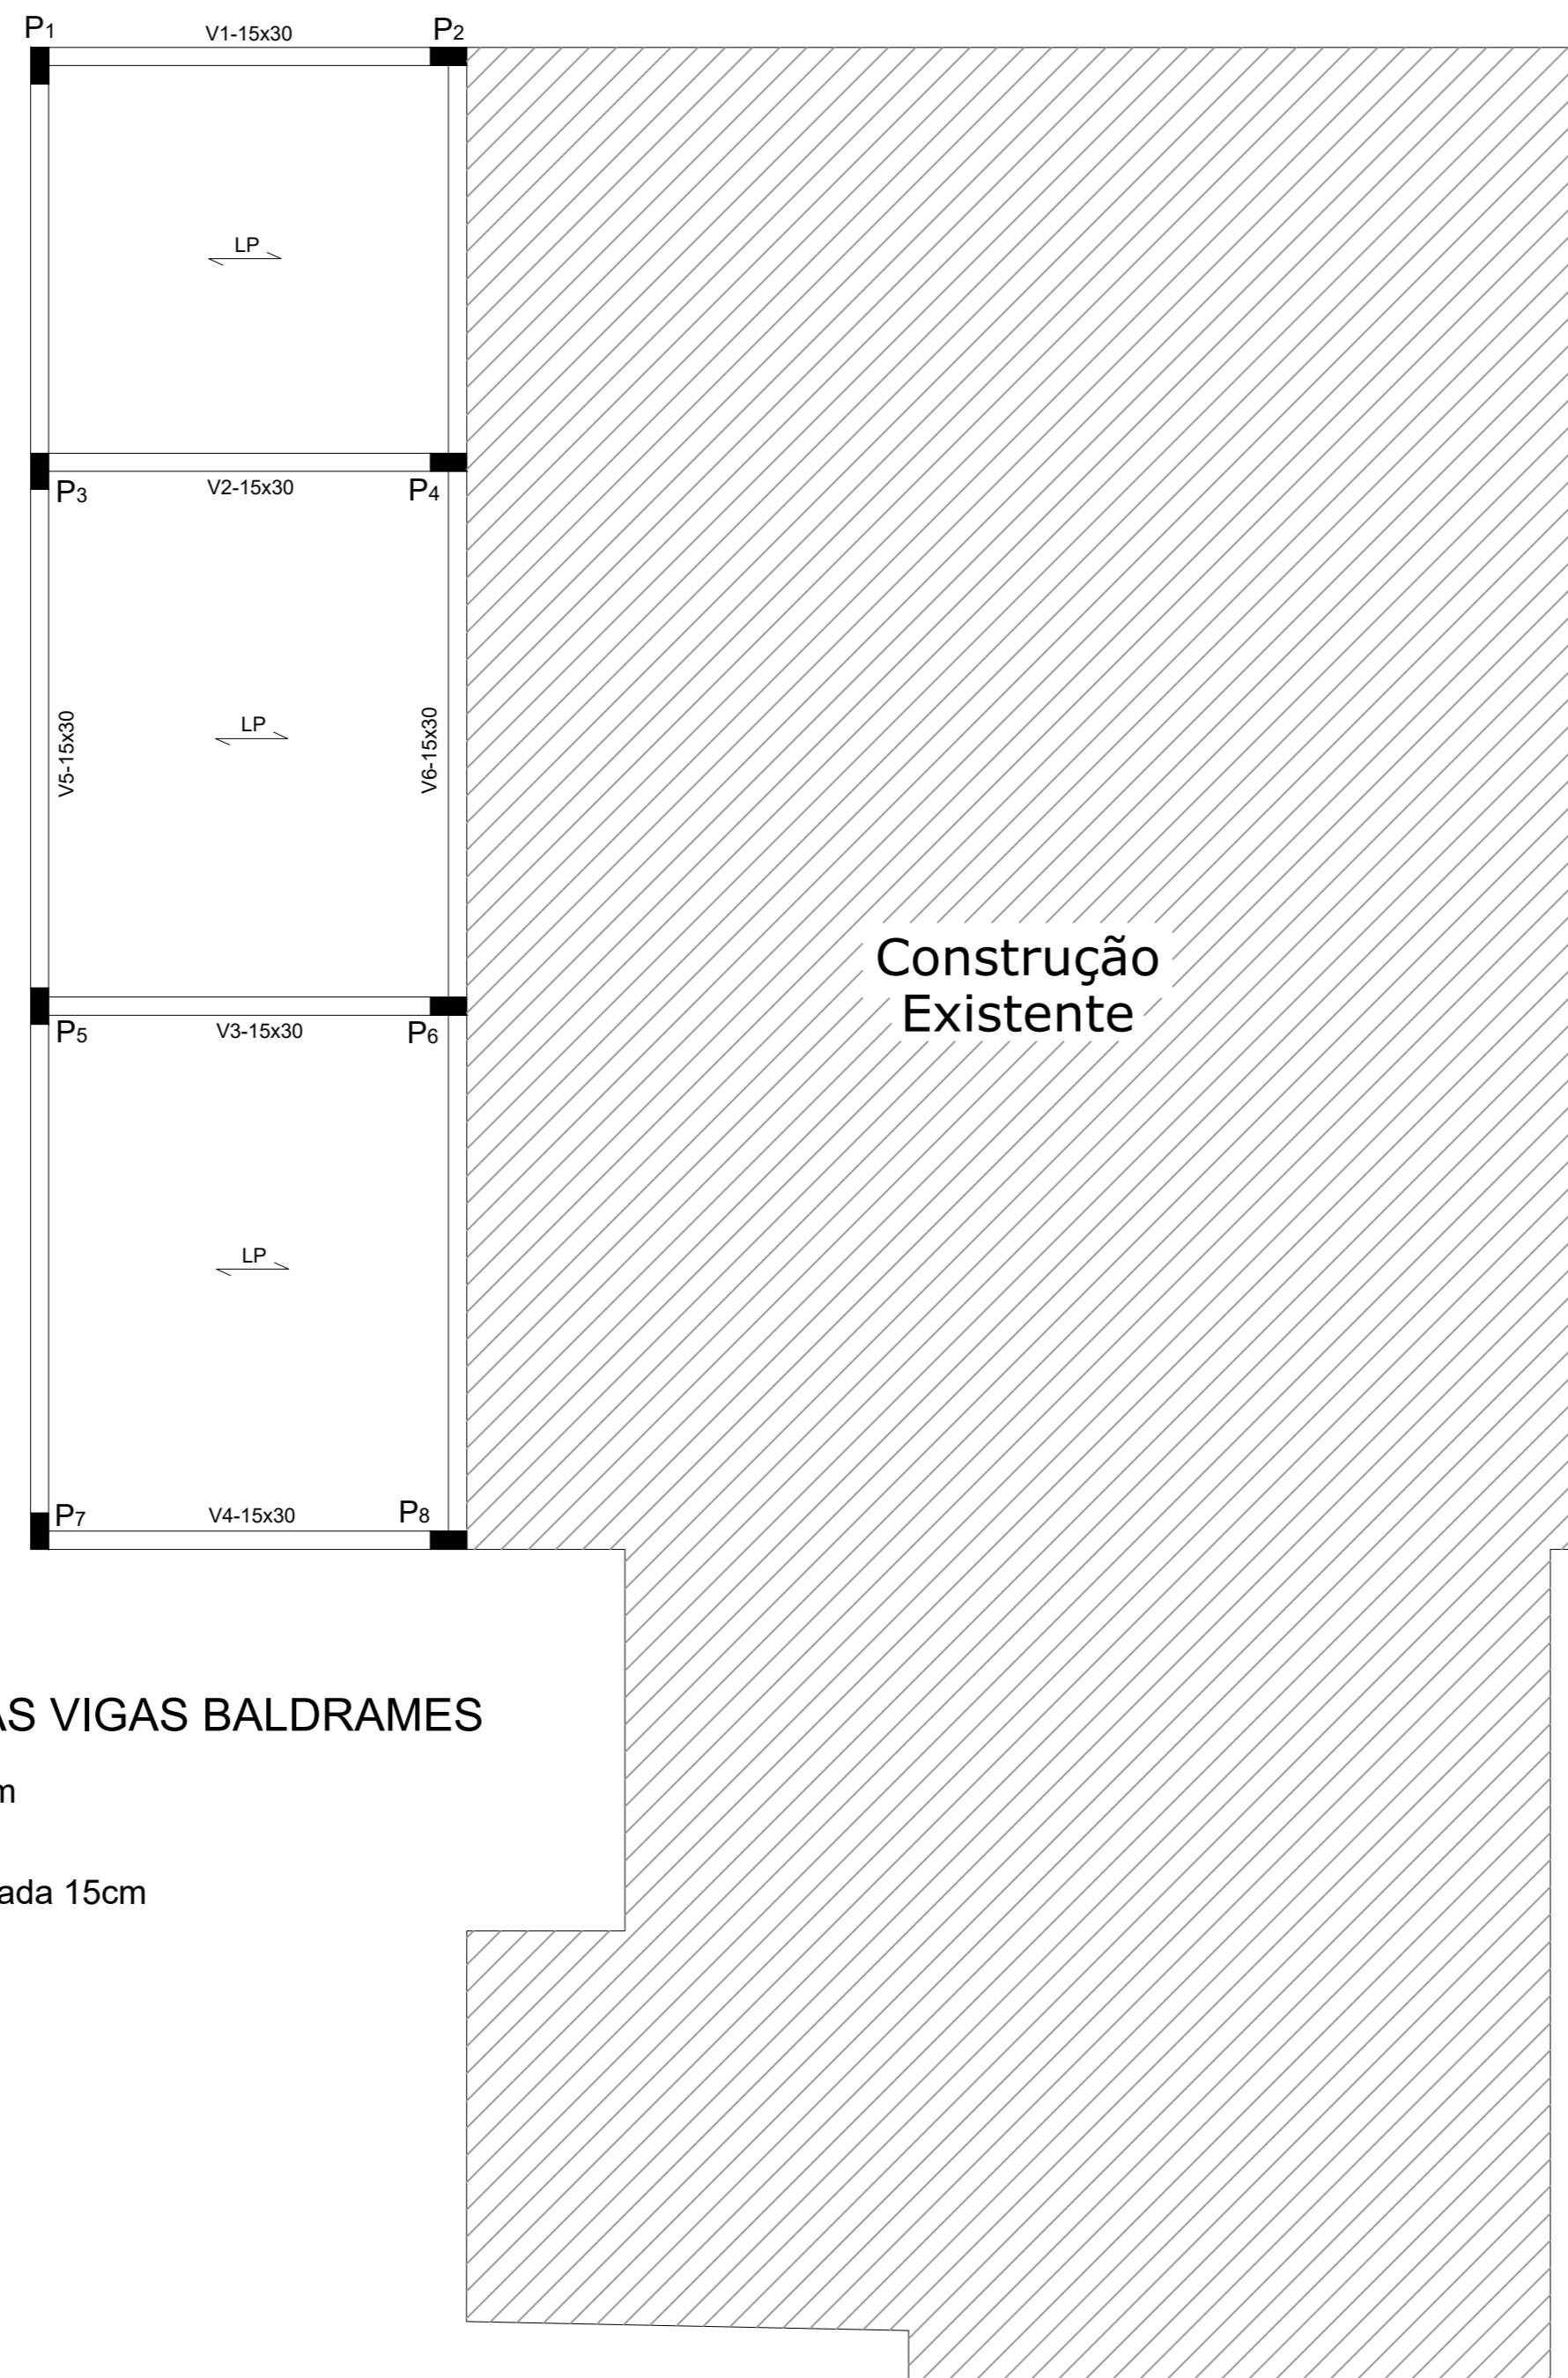 P1
V1-15x30
P2
LP
P3
V2-15x30
P4
LP
V5-15x30
V6-15x30
Construção
Existente
P5
V3-15x30
P6
LP
P7
V4-15x30
P8
AS VIGAS BALDRAMES
m
ada 15cm